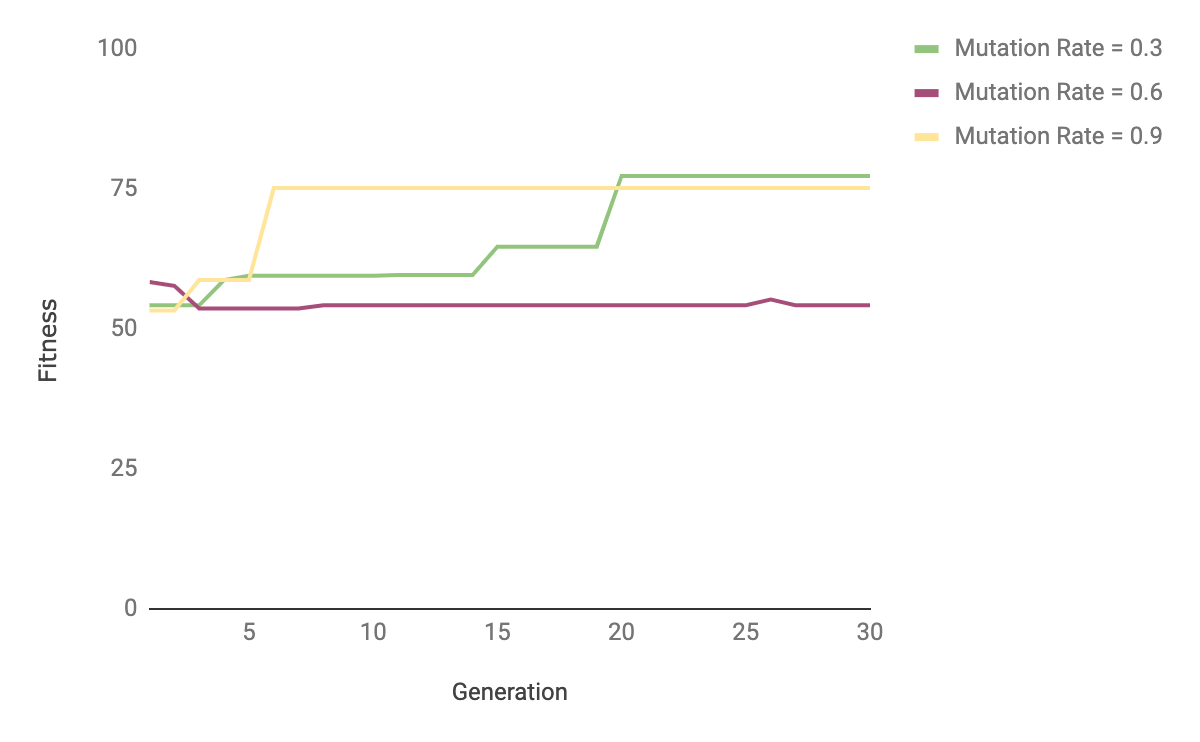 100
75
50
25
0
Fitness
5 10 15 20 25 30
Generation
Mutation Rate = 0.3
Mutation Rate = 0.6
Mutation Rate = 0.9